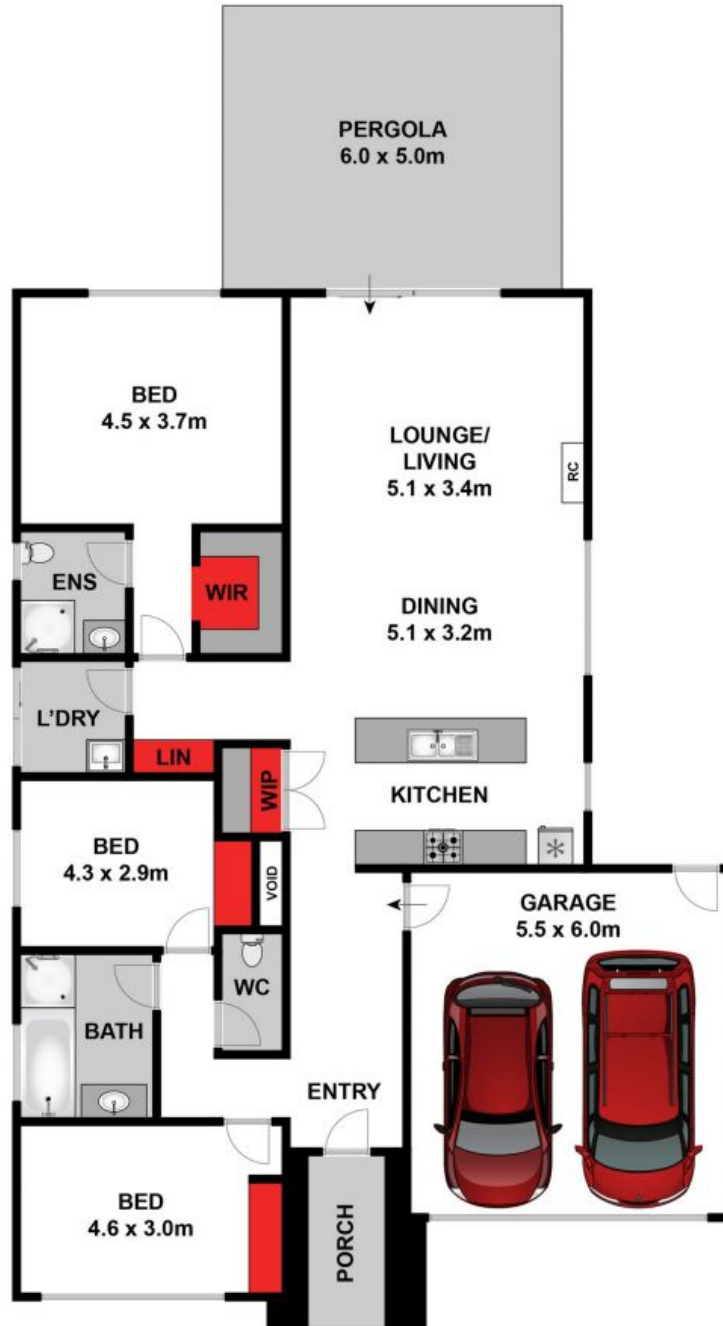 PERGOLA
6.0 x 5.0m
BED
4.5 x 3.7m
LOUNGE/
LIVING
5.1 x 3.4m
RC
ENS
WIR
DINING
5.1 x 3.2m
L'DRY
LIN
WIP
KITCHEN
BED
4.3 x 2.9m
VOID
GARAGE
5.5 x 6.0m
WC
BATH
ENTRY
BED
4.6 x 3.0m
PORCH